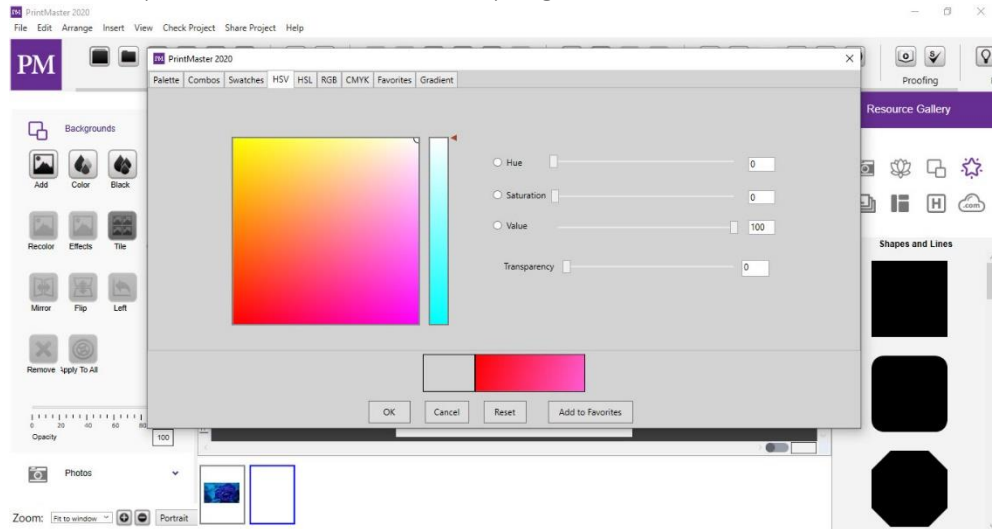 PM PrintMaster 2020
File Edit Arrange Insert View Check Project Share Project Help
PM
PM PrintMaster 2020
Proofing
Palette Combos Swatches HSV HSL RGB CMYK Favorites Gradient
Resource Gallery
Backgrounds
Add Color Black
Hue 0
Saturation 0
Value 100
Transparency 0
H .com
Recolor Effects Tile
Shapes and Lines
Mirror Flip Left
Remove Apply To All
OK Cancel Reset Add to Favorites
0 20 40 60 80
Opacity 100
Photos
Zoom: Fit to window Portrait